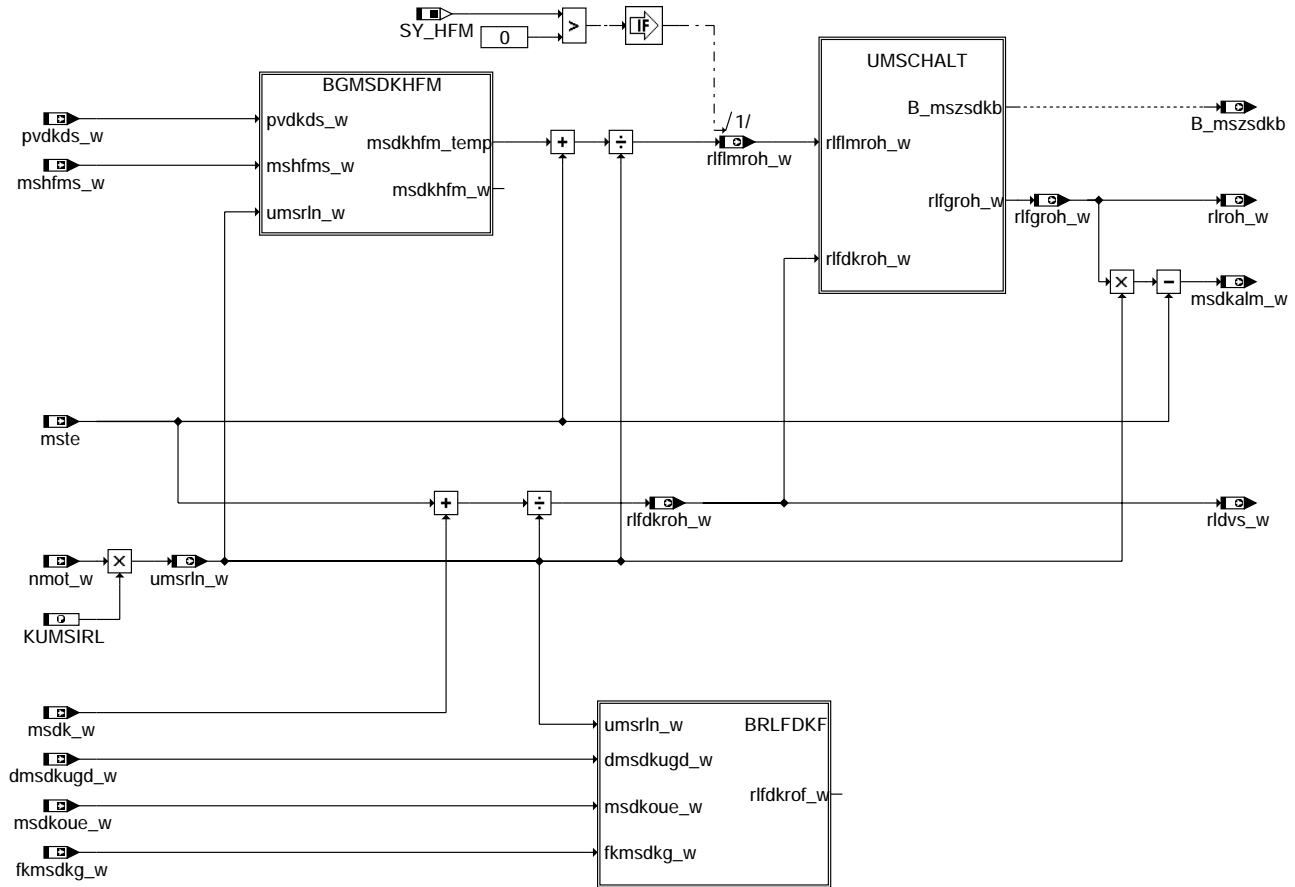 SY_HFM
0
>
IF
BGMSDKHFM
pvdkds_w
mshfms_w
pvdkds_w
mshfms_w
umsrln_w
msdkhfm_temp
msdkhfm_w
+
÷
/1/
rlflmroh_w
UMSCHALT
B_mszsdkb
rlflmroh_w
rlfgroh_w
rlfdkroh_w
B_mszsdkb
rlfgroh_w
rlroh_w
×
−
msdkalm_w
mste
+
÷
rlfdkroh_w
rldvs_w
nmot_w
×
umsrln_w
KUMSIRL
msdk_w
dmsdkugd_w
msdkoue_w
fkmsdkg_w
umsrln_w
BRLFDKF
dmsdkugd_w
rlfdkrof_w
msdkoue_w
fkmsdkg_w